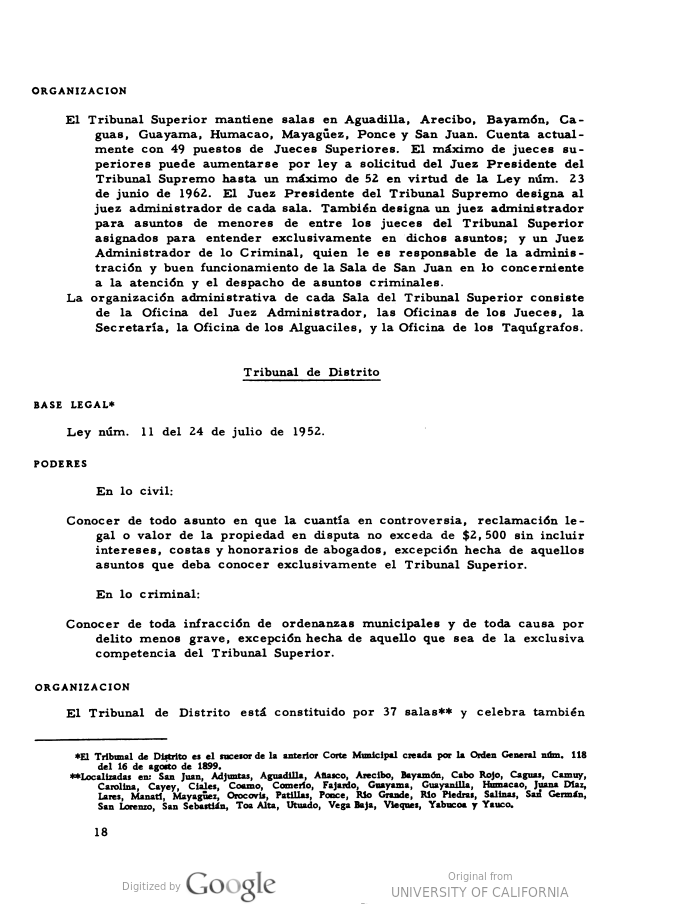 ORGANIZACION
El Tribunal Superior mantiene salas en Aguadilla, Arecibo, Bayamón, Ca-
guas, Guayama, Humacao, Mayagüez, Ponce y San Juan. Cuenta actual-
mente con 49 puestos de Jueces Superiores. El máximo de jueces su-
periores puede aumentarse por ley a solicitud del Juez Presidente del
Tribunal Supremo hasta un máximo de 52 en virtud de la Ley núm. 23
de junio de 1962. El Juez Presidente del Tribunal Supremo designa al
juez administrador de cada sala. También designa un juez administrador
para asuntos de menores de entre los jueces del Tribunal Superior
asignados para entender exclusivamente en dichos asuntos; y un Juez
Administrador de lo Criminal, quien le es responsable de la adminis-
tración y buen funcionamiento de la Sala de San Juan en lo concerniente
a la atención y el despacho de asuntos criminales.
La organización administrativa de cada Sala del Tribunal Superior consiste
de la Oficina del Juez Administrador, las Oficinas de los Jueces, la
Secretaría, la Oficina de los Alguaciles, y la Oficina de los Taquígrafos.
Tribunal de Distrito
BASE LEGAL*
Ley núm. 11 del 24 de julio de 1952.
PODERES
En lo civil:
Conocer de todo asunto en que la cuantía en controversia, reclamación le-
gal o valor de la propiedad en disputa no exceda de $2,500 sin incluir
intereses, costas y honorarios de abogados, excepción hecha de aquellos
asuntos que deba conocer exclusivamente el Tribunal Superior.
En lo criminal:
Conocer de toda infracción de ordenanzas municipales y de toda causa por
delito menos grave, excepción hecha de aquello que sea de la exclusiva
competencia del Tribunal Superior.
ORGANIZACION
El Tribunal de Distrito está constituido por 37 salas** y celebra también
*El Tribunal de Distrito es el sucesor de la anterior Corte Municipal creada por la Orden General núm. 118
del 16 de agosto de 1899.
**Localizadas en: San Juan, Adjuntas, Aguadilla, Añasco, Arecibo, Bayamón, Cabo Rojo, Caguas, Camuy,
Carolina, Cayey, Ciales, Coamo, Comerío, Fajardo, Guayama, Guayanilla, Humacao, Juana Díaz,
Lares, Manatí, Mayagüez, Orocovis, Patillas, Ponce, Río Grande, Río Piedras, Salinas, San Germán,
San Lorenzo, San Sebastián, Toa Alta, Utuado, Vega Baja, Vieques, Yabucoa y Yauco.
18
Digitized by Google
Original from
UNIVERSITY OF CALIFORNIA